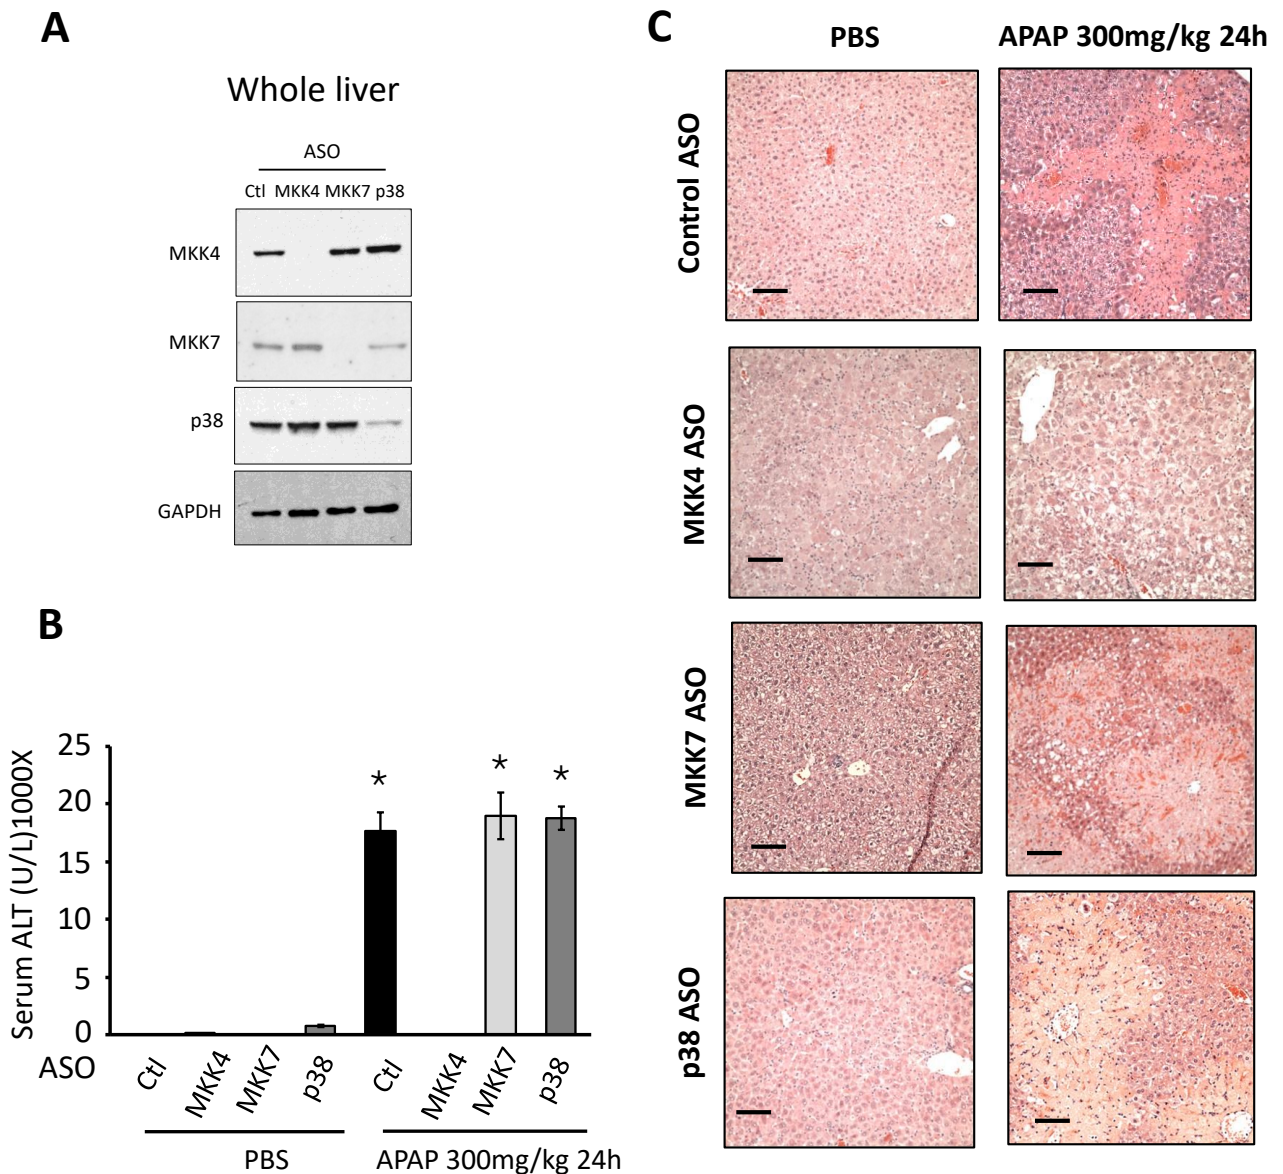 A
Whole liver
ASO
Ctl MKK4 MKK7 p38
MKK4
MKK7
p38
GAPDH
B
Serum ALT (U/L)1000X
25
20
15
10
5
0
* * *
ASO
Ctl MKK4 MKK7 p38 Ctl MKK4 MKK7 p38
PBS APAP 300mg/kg 24h
C
PBS APAP 300mg/kg 24h
Control ASO
MKK4 ASO
MKK7 ASO
p38 ASO